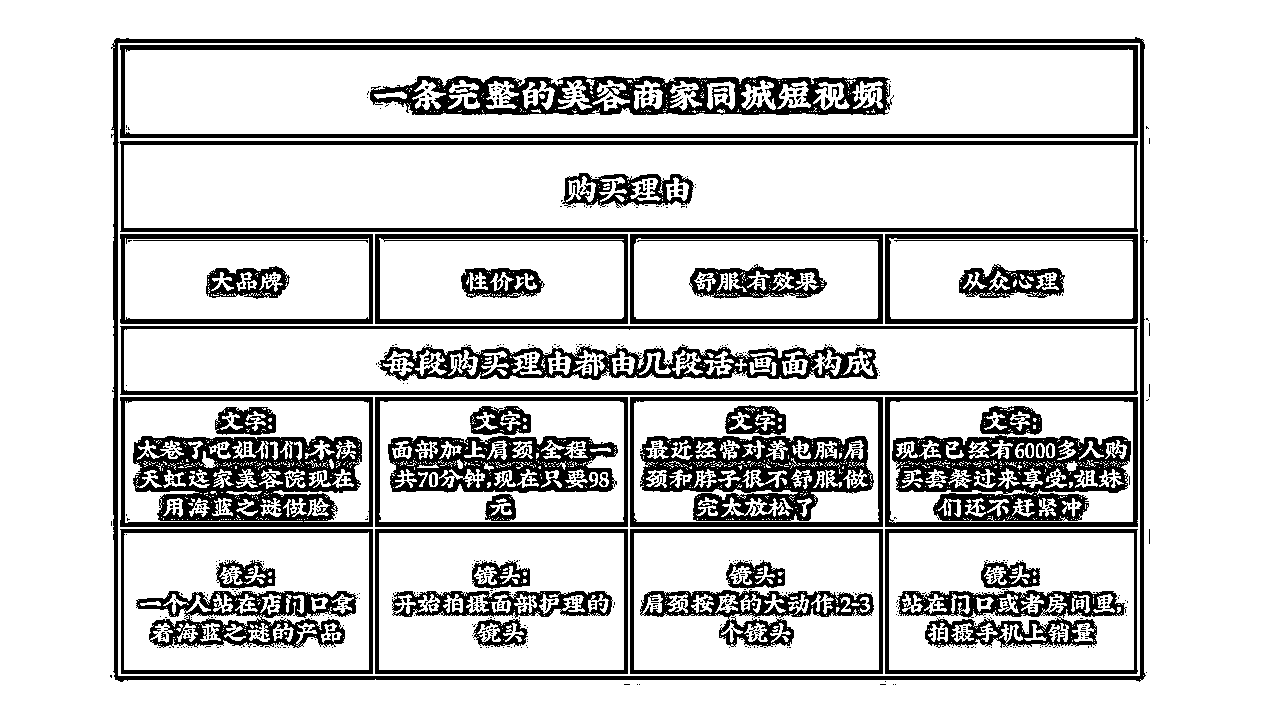 一条完整的美容商家同城短视频
购买理由
大品牌
性价比
舒服,有效果
从众心理
每段购买理由都由几段话+画面构成
文字:
太卷了吧姐们们,木渎
天虹这家美容院现在
用海蓝之谜做脸
文字:
面部加上肩颈,全程一
共70分钟,现在只要98
元
文字:
最近经常对着电脑,肩
颈和脖子很不舒服,做
完太放松了
文字:
现在已经有6000多人购
买套餐过来享受,姐妹
们还不赶紧冲
镜头:
一个人站在店门口拿
着海蓝之谜的产品
镜头:
开始拍摄面部护理的
镜头
镜头:
肩颈按摩的大动作,2-3
个镜头
镜头:
站在门口或者房间里,
拍摄手机上销量